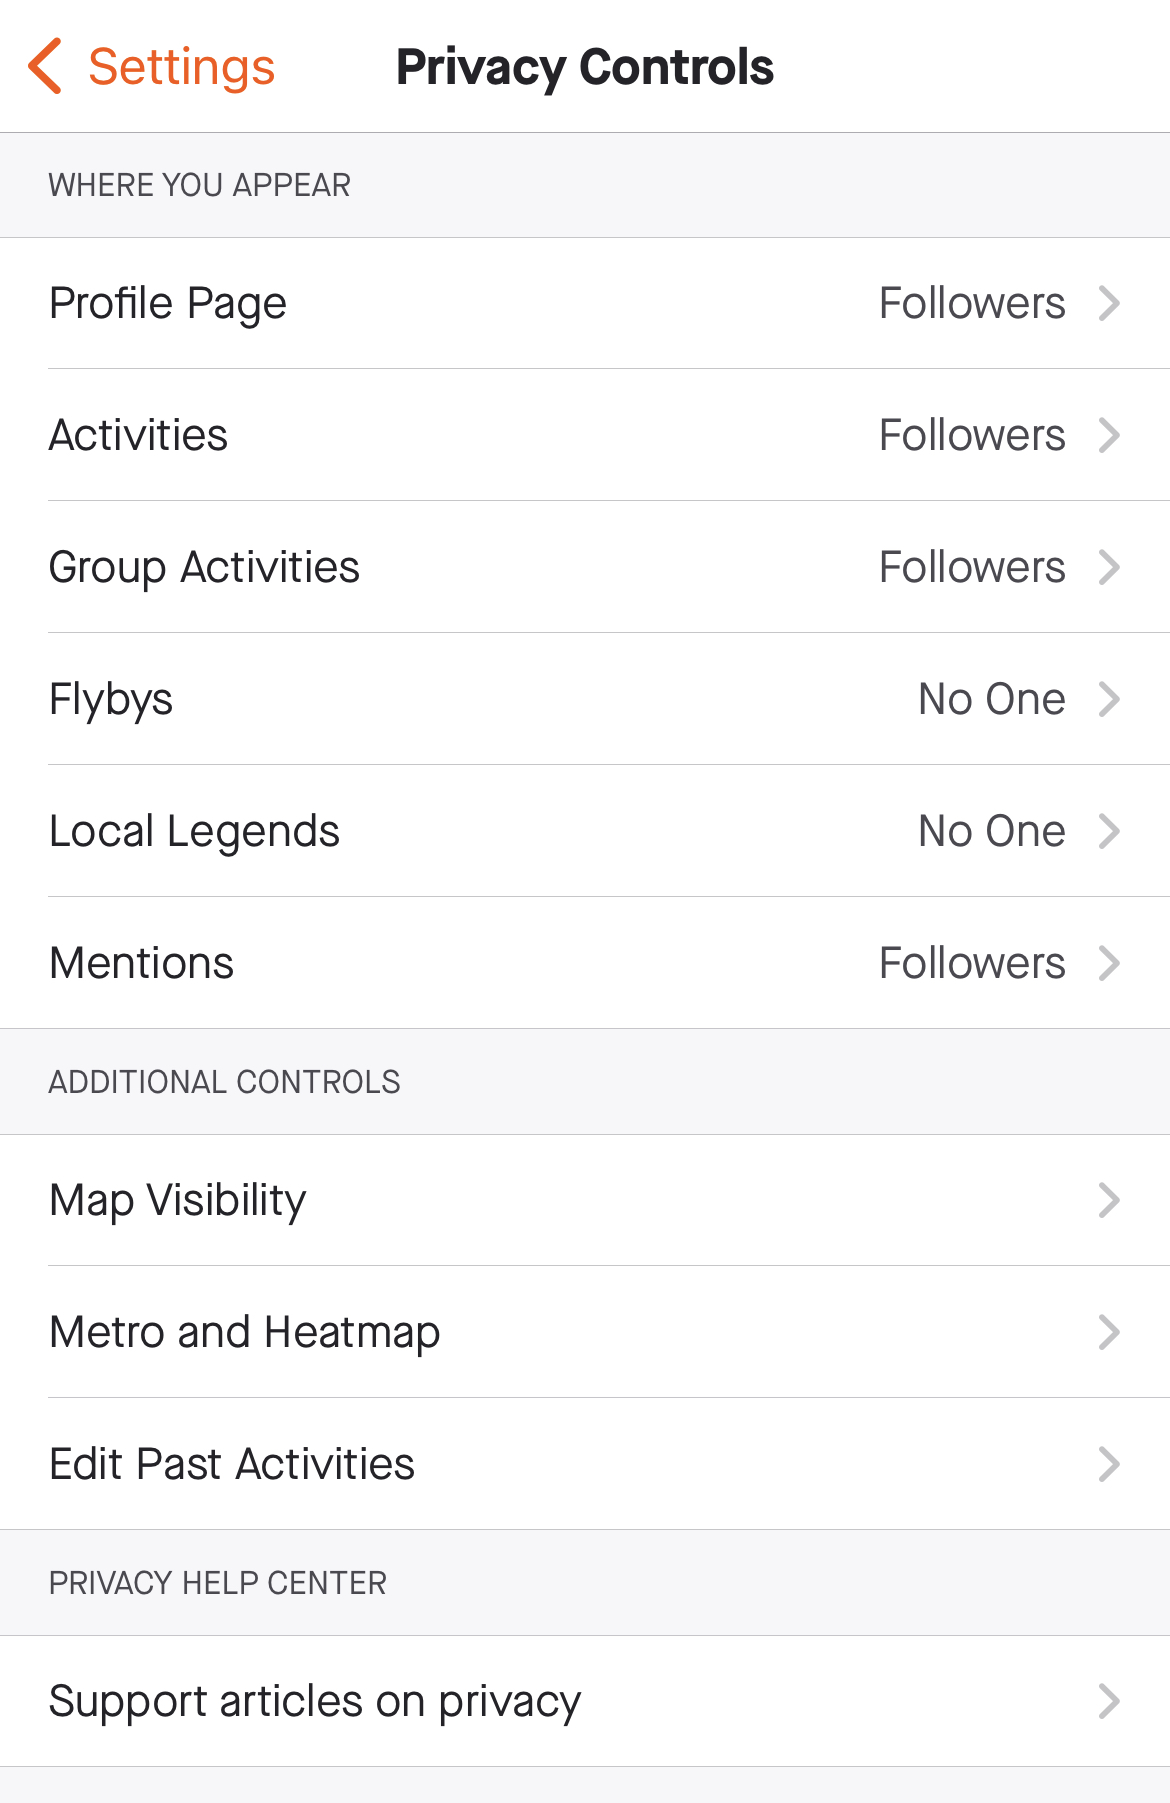 Settings
Privacy Controls
WHERE YOU APPEAR
Profile Page Followers
Activities Followers
Group Activities Followers
Flybys No One
Local Legends No One
Mentions Followers
ADDITIONAL CONTROLS
Map Visibility
Metro and Heatmap
Edit Past Activities
PRIVACY HELP CENTER
Support articles on privacy